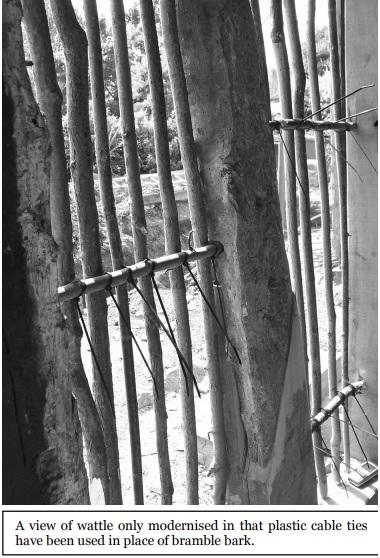 A view of wattle only modernised in that plastic cable ties
have been used in place of bramble bark.